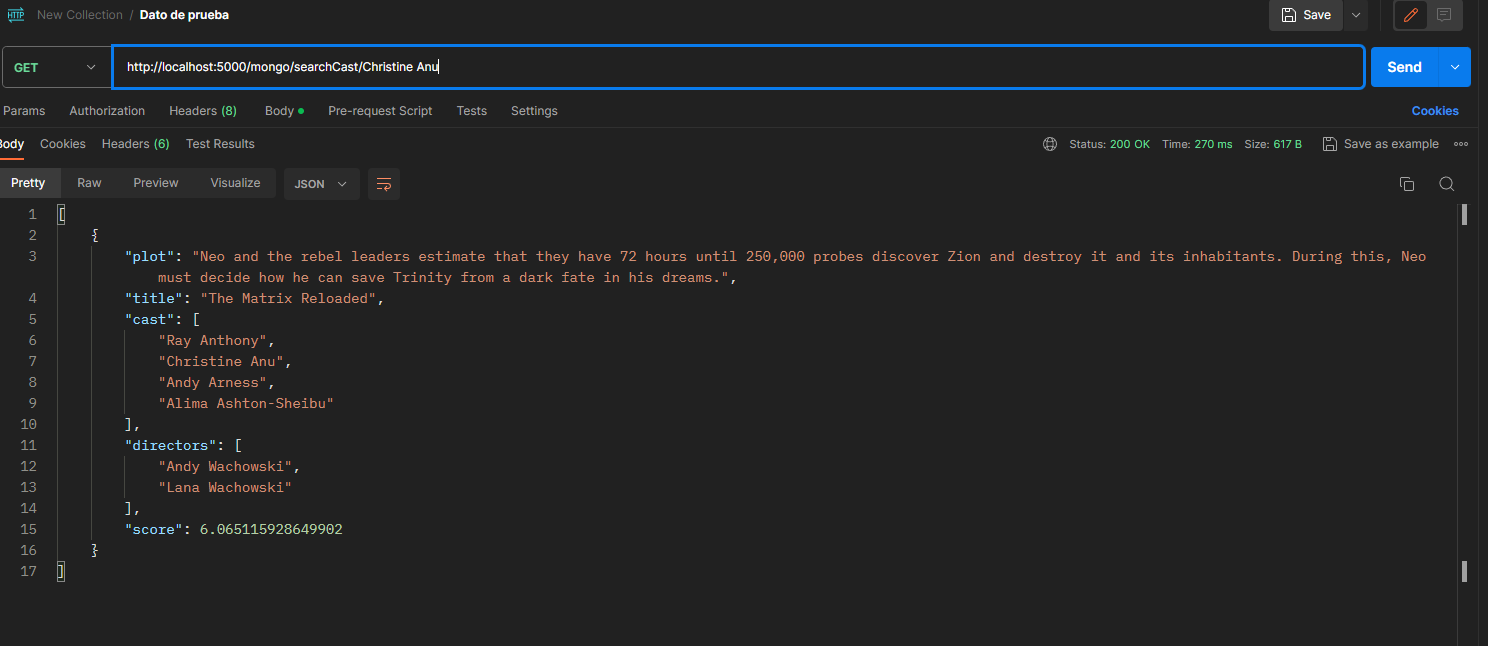 HTTP New Collection / Dato de prueba Save
GET http://localhost:5000/mongo/searchCast/Christine Anu Send
Params Authorization Headers (8) Body Pre-request Script Tests Settings Cookies
Body Cookies Headers (6) Test Results Status: 200 OK Time: 270 ms Size: 617 B Save as example
Pretty Raw Preview Visualize JSON
1 [
2 {
3 "plot": "Neo and the rebel leaders estimate that they have 72 hours until 250,000 probes discover Zion and destroy it and its inhabitants. During this, Neo
must decide how he can save Trinity from a dark fate in his dreams.",
4 "title": "The Matrix Reloaded",
5 "cast": [
6 "Ray Anthony",
7 "Christine Anu",
8 "Andy Arness",
9 "Alima Ashton-Sheibu"
10 ],
11 "directors": [
12 "Andy Wachowski",
13 "Lana Wachowski"
14 ],
15 "score": 6.065115928649902
16 }
17 ]